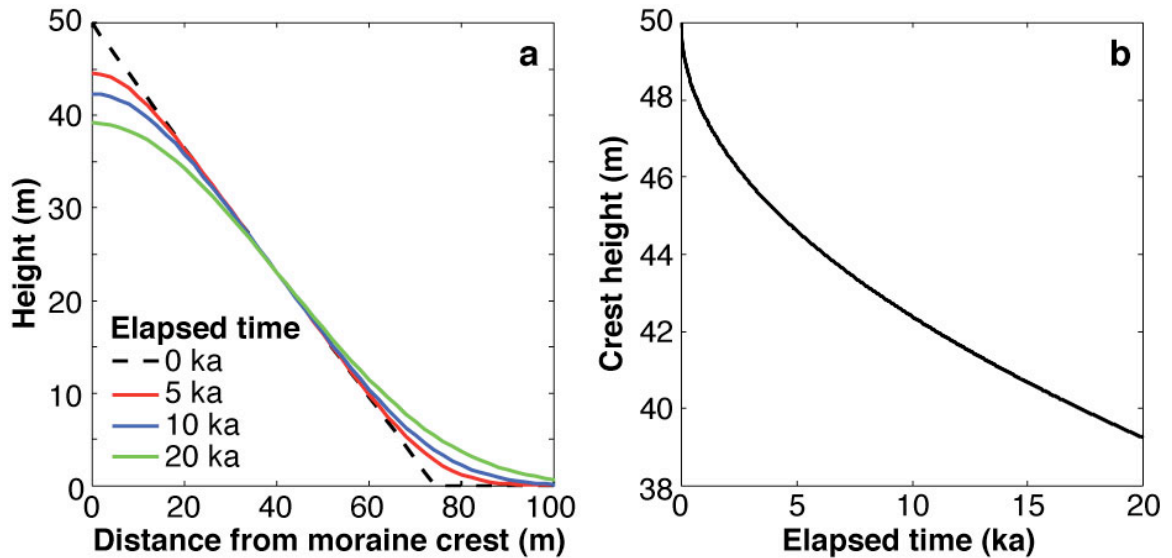 a
50
40
30
20
10
0
Height (m)
Elapsed time
0 ka
5 ka
10 ka
20 ka
0 20 40 60 80 100
Distance from moraine crest (m)
b
50
48
46
44
42
40
38
Crest height (m)
0 5 10 15 20
Elapsed time (ka)